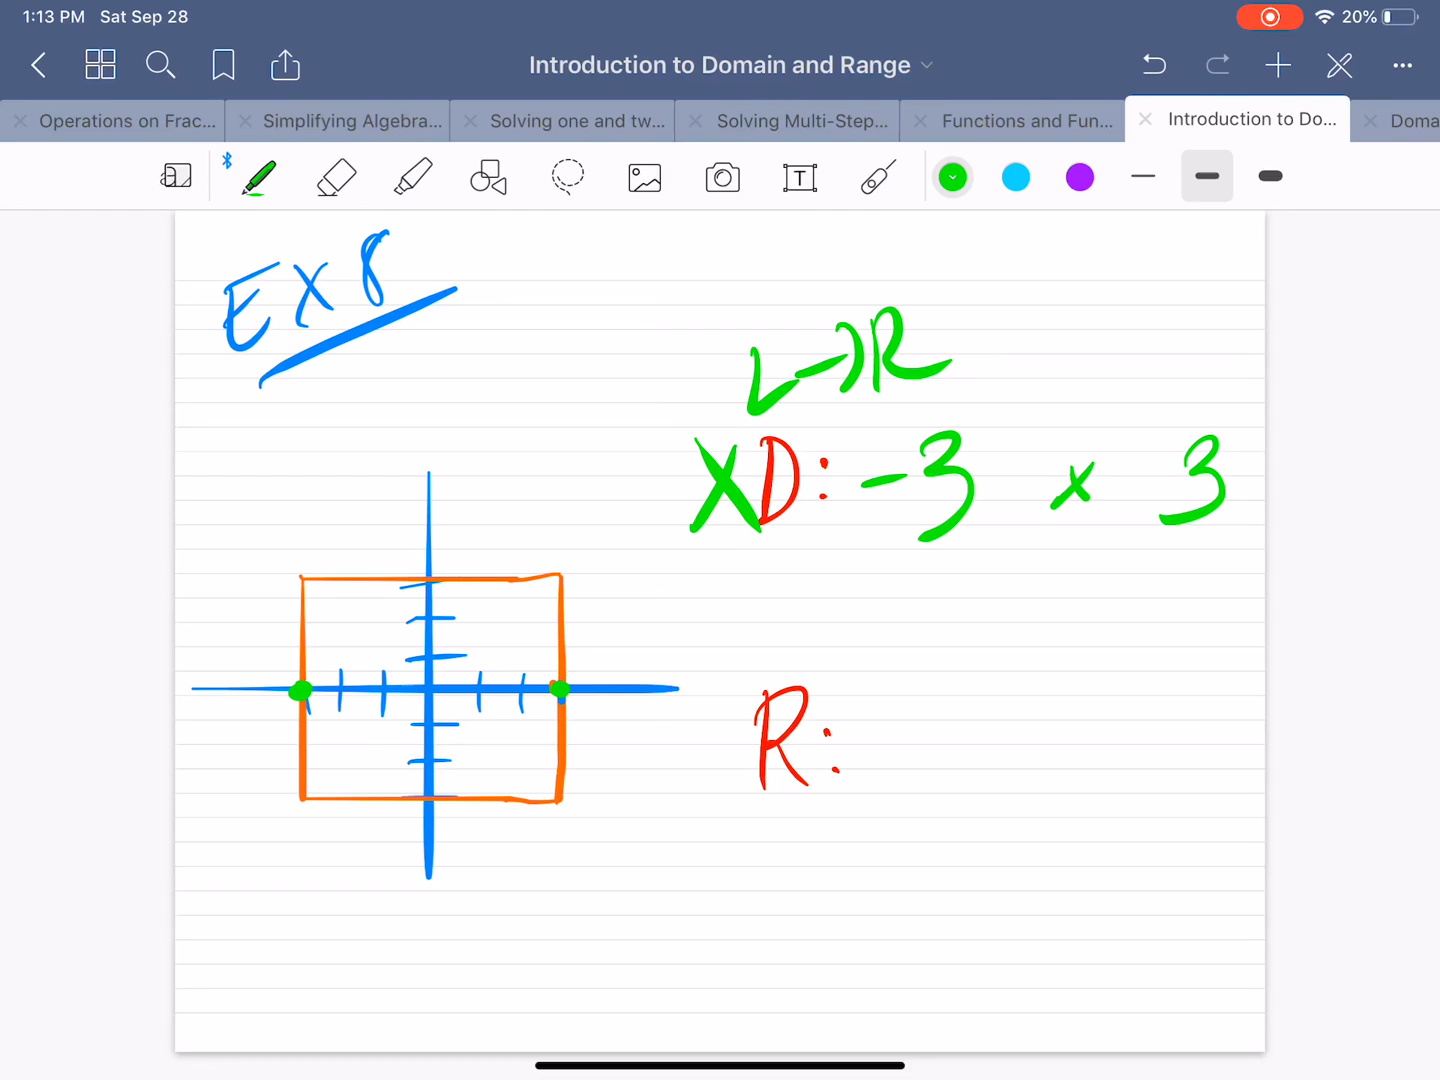 1:13 PM Sat Sep 28
20%
Introduction to Domain and Range
Operations on Frac...
Simplifying Algebra...
Solving one and tw...
Solving Multi-Step...
Functions and Fun...
Introduction to Do...
Doma
T
EX 8
L→R
X D: -3 x 3
R: